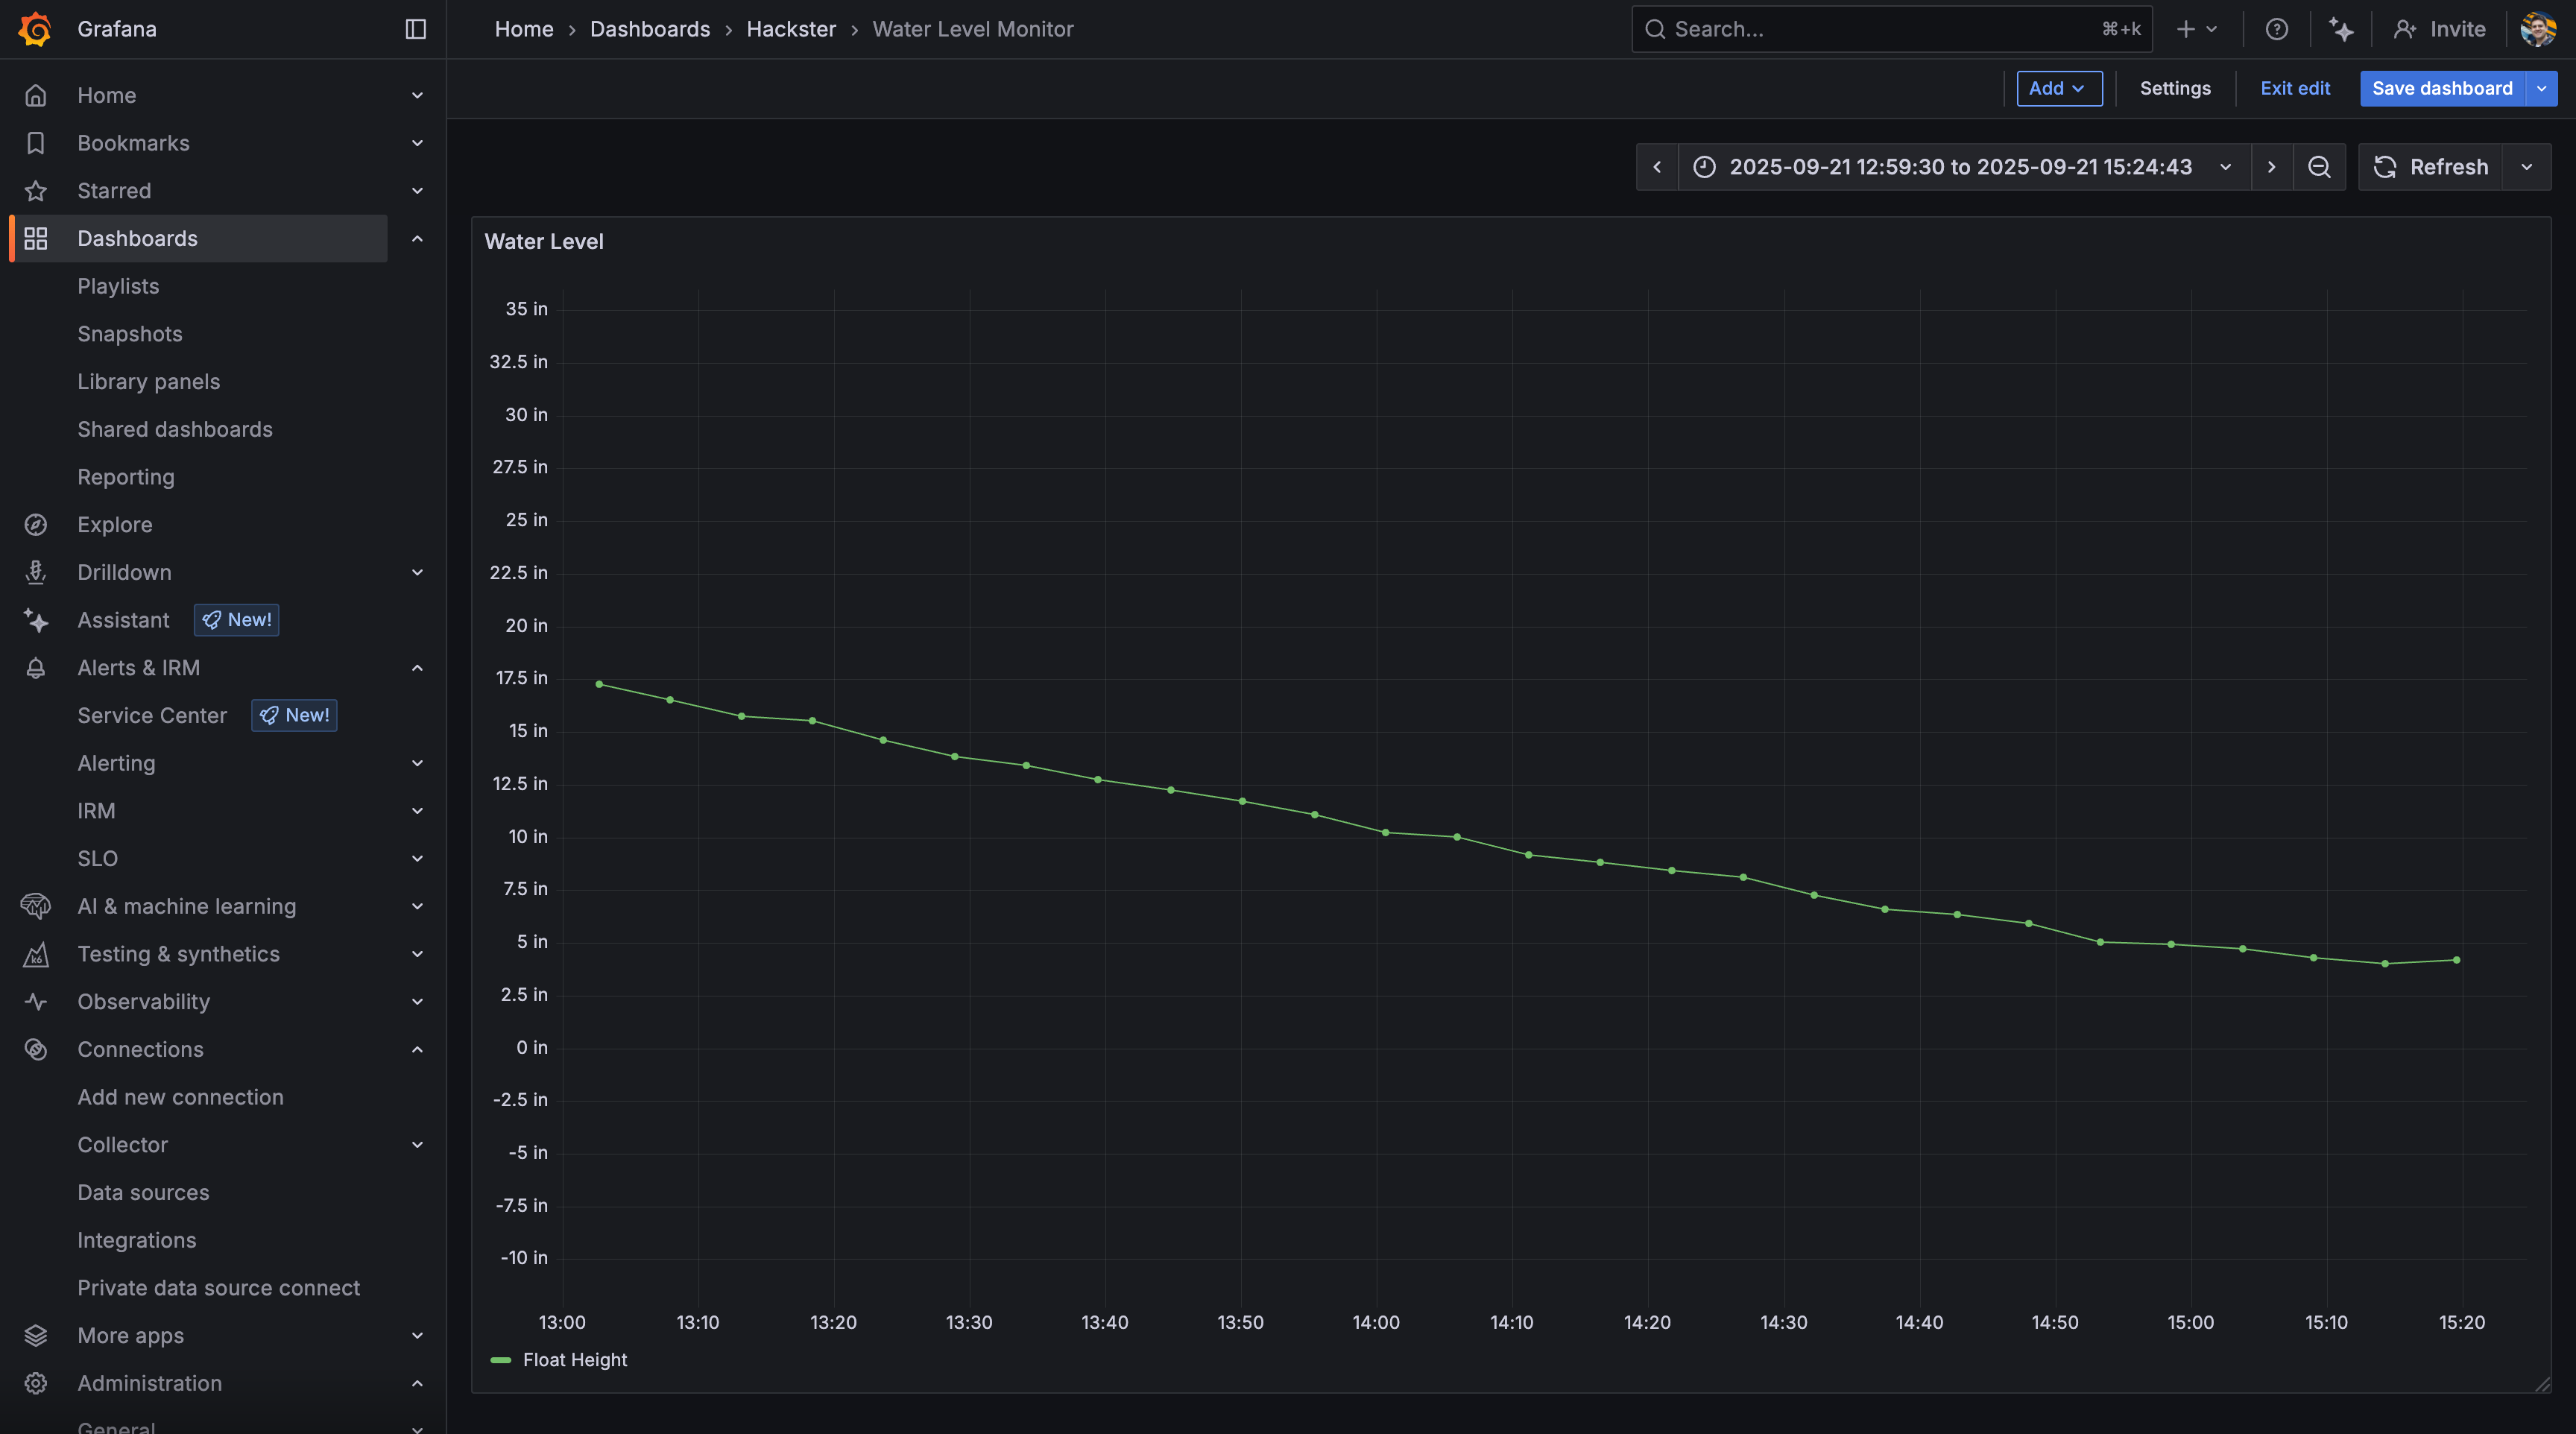 Grafana
Home › Dashboards › Hackster › Water Level Monitor
Search...
⌘+k
Invite
Add
Settings
Exit edit
Save dashboard
2025-09-21 12:59:30 to 2025-09-21 15:24:43
Refresh
Home
Bookmarks
Starred
Dashboards
Playlists
Snapshots
Library panels
Shared dashboards
Reporting
Explore
Drilldown
Assistant New!
Alerts & IRM
Service Center New!
Alerting
IRM
SLO
AI & machine learning
k6
Testing & synthetics
Observability
Connections
Add new connection
Collector
Data sources
Integrations
Private data source connect
More apps
Administration
General
Water Level
35 in
32.5 in
30 in
27.5 in
25 in
22.5 in
20 in
17.5 in
15 in
12.5 in
10 in
7.5 in
5 in
2.5 in
0 in
-2.5 in
-5 in
-7.5 in
-10 in
13:00 13:10 13:20 13:30 13:40 13:50 14:00 14:10 14:20 14:30 14:40 14:50 15:00 15:10 15:20
Float Height